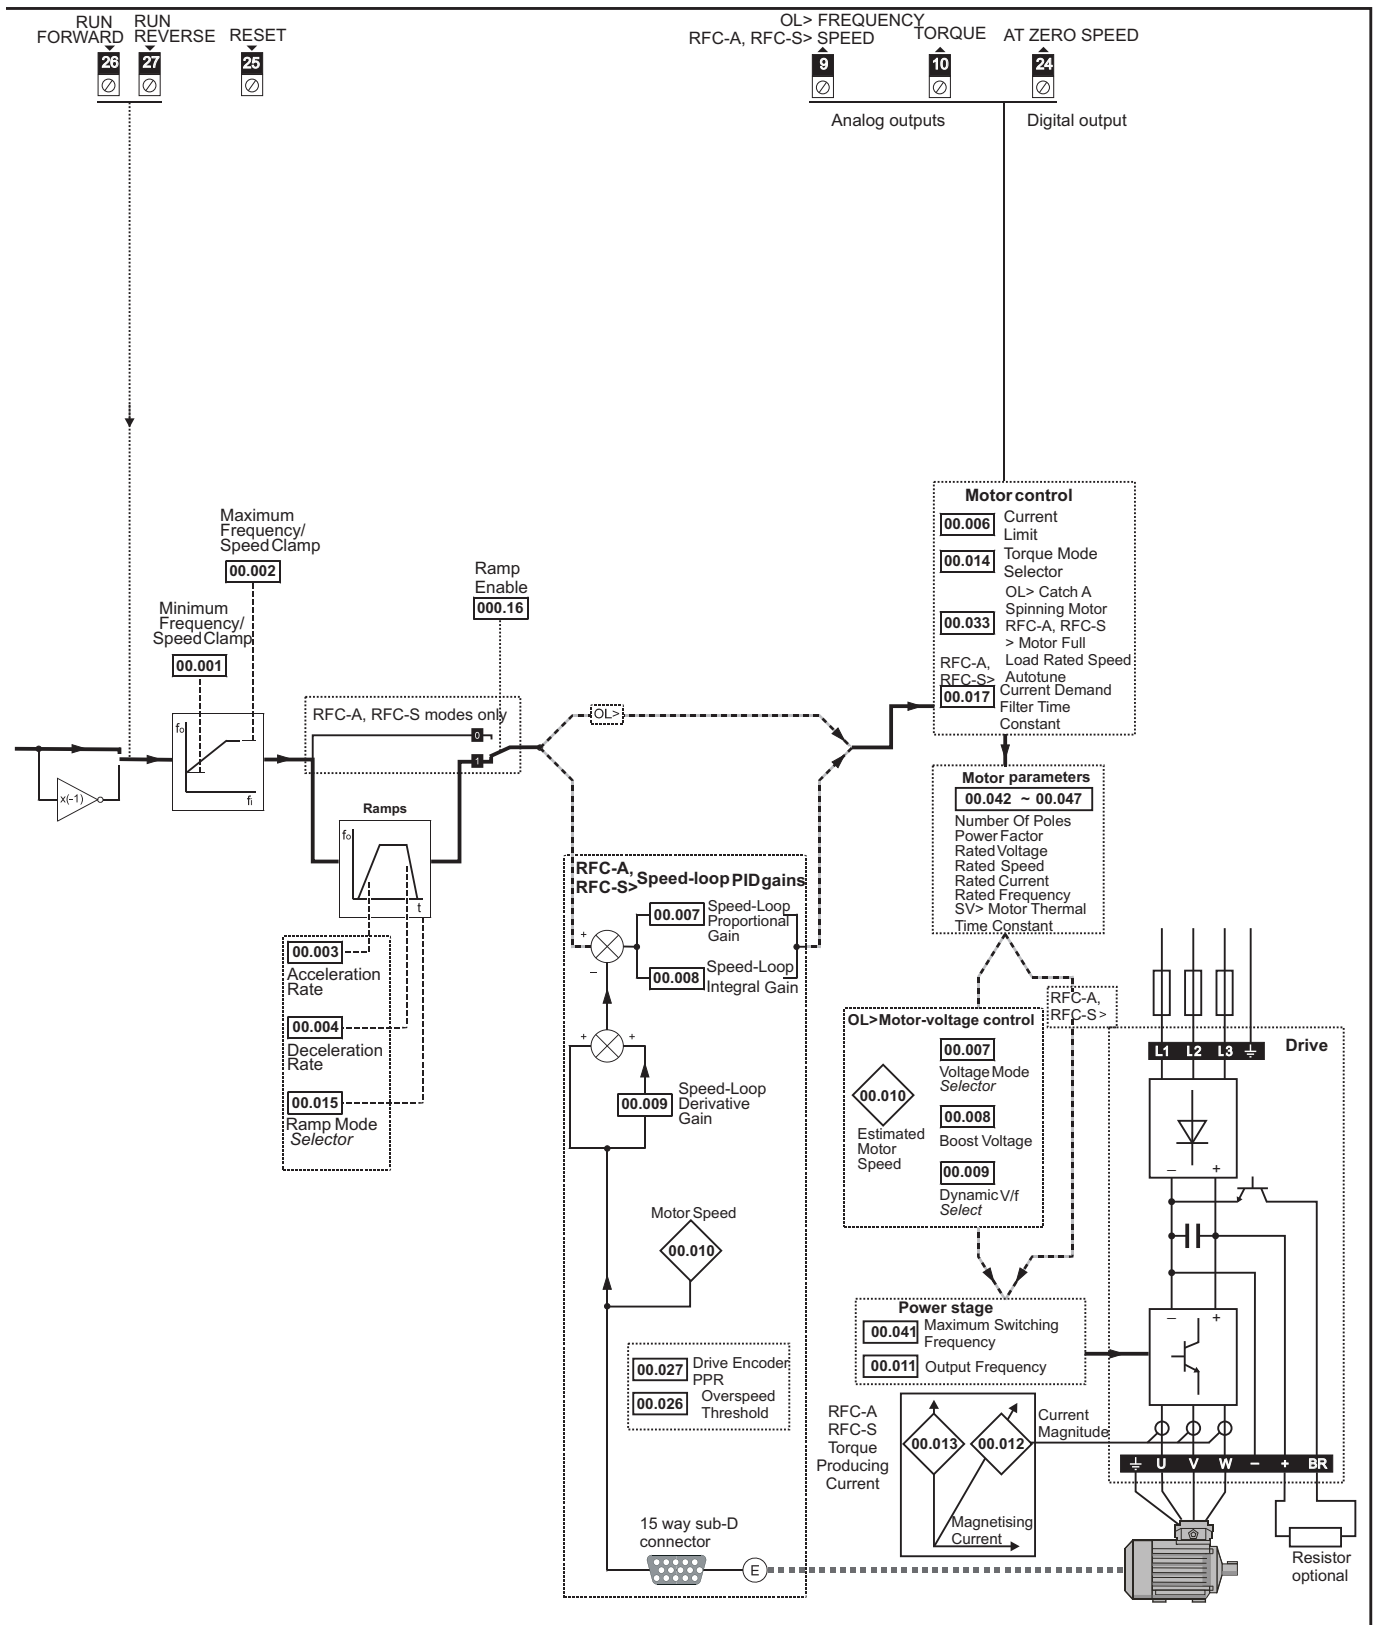 RUN
FORWARD
RUN
REVERSE
RESET
26
27
25
OL> FREQUENCY
RFC-A, RFC-S> SPEED
TORQUE
AT ZERO SPEED
9
10
24
Analog outputs
Digital output
Maximum
Frequency/
Speed Clamp
00.002
Minimum
Frequency/
Speed Clamp
00.001
fo
fi
x(-1)
Ramp
Enable
000.16
RFC-A, RFC-S modes only
0
1
OL>
Ramps
fo
t
00.003
Acceleration
Rate
00.004
Deceleration
Rate
00.015
Ramp Mode
Selector
RFC-A,
RFC-S>
Speed-loop PID gains
00.007
Speed-Loop
Proportional
Gain
00.008
Speed-Loop
Integral Gain
+
–
+
+
00.009
Speed-Loop
Derivative
Gain
Motor Speed
00.010
00.027
Drive Encoder
PPR
00.026
Overspeed
Threshold
15 way sub-D
connector
E
Motor control
00.006
Current
Limit
00.014
Torque Mode
Selector
00.033
OL> Catch A
Spinning Motor
RFC-A, RFC-S
> Motor Full
Load Rated Speed
Autotune
RFC-A,
RFC-S>
00.017
Current Demand
Filter Time
Constant
Motor parameters
00.042 ~ 00.047
Number Of Poles
Power Factor
Rated Voltage
Rated Speed
Rated Current
Rated Frequency
SV> Motor Thermal
Time Constant
RFC-A,
RFC-S >
OL>Motor-voltage control
00.007
Voltage Mode
Selector
00.010
Estimated
Motor
Speed
00.008
Boost Voltage
00.009
Dynamic V/f
Select
Power stage
00.041
Maximum Switching
Frequency
00.011
Output Frequency
RFC-A
RFC-S
Torque
Producing
Current
00.013
00.012
Current
Magnitude
Magnetising
Current
L1
L2
L3
Drive
–
+
–
+
U
V
W
–
+
BR
Resistor
optional